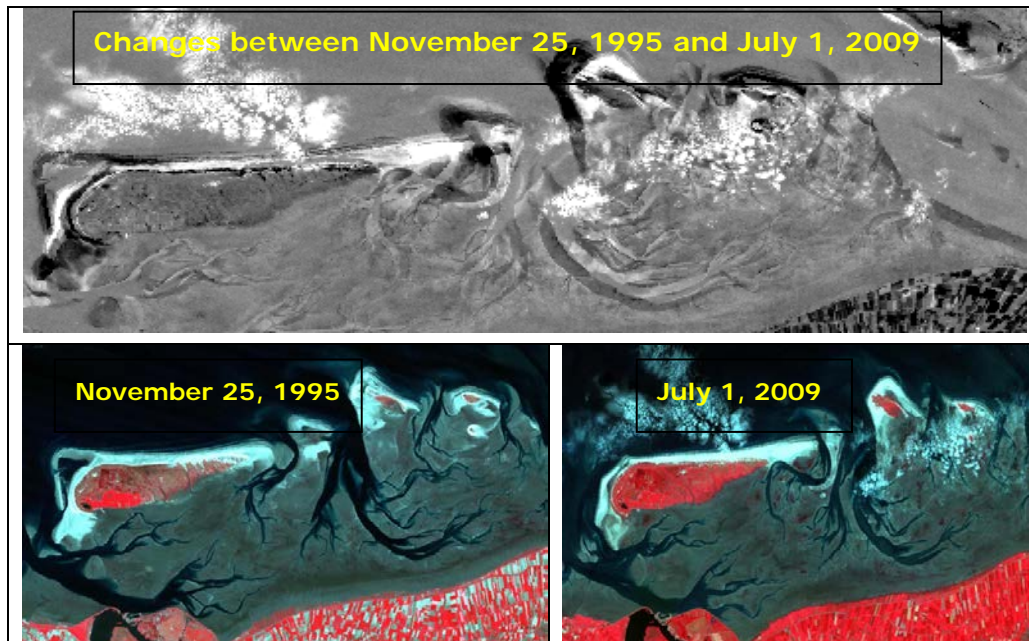 Changes between November 25, 1995 and July 1, 2009
November 25, 1995
July 1, 2009